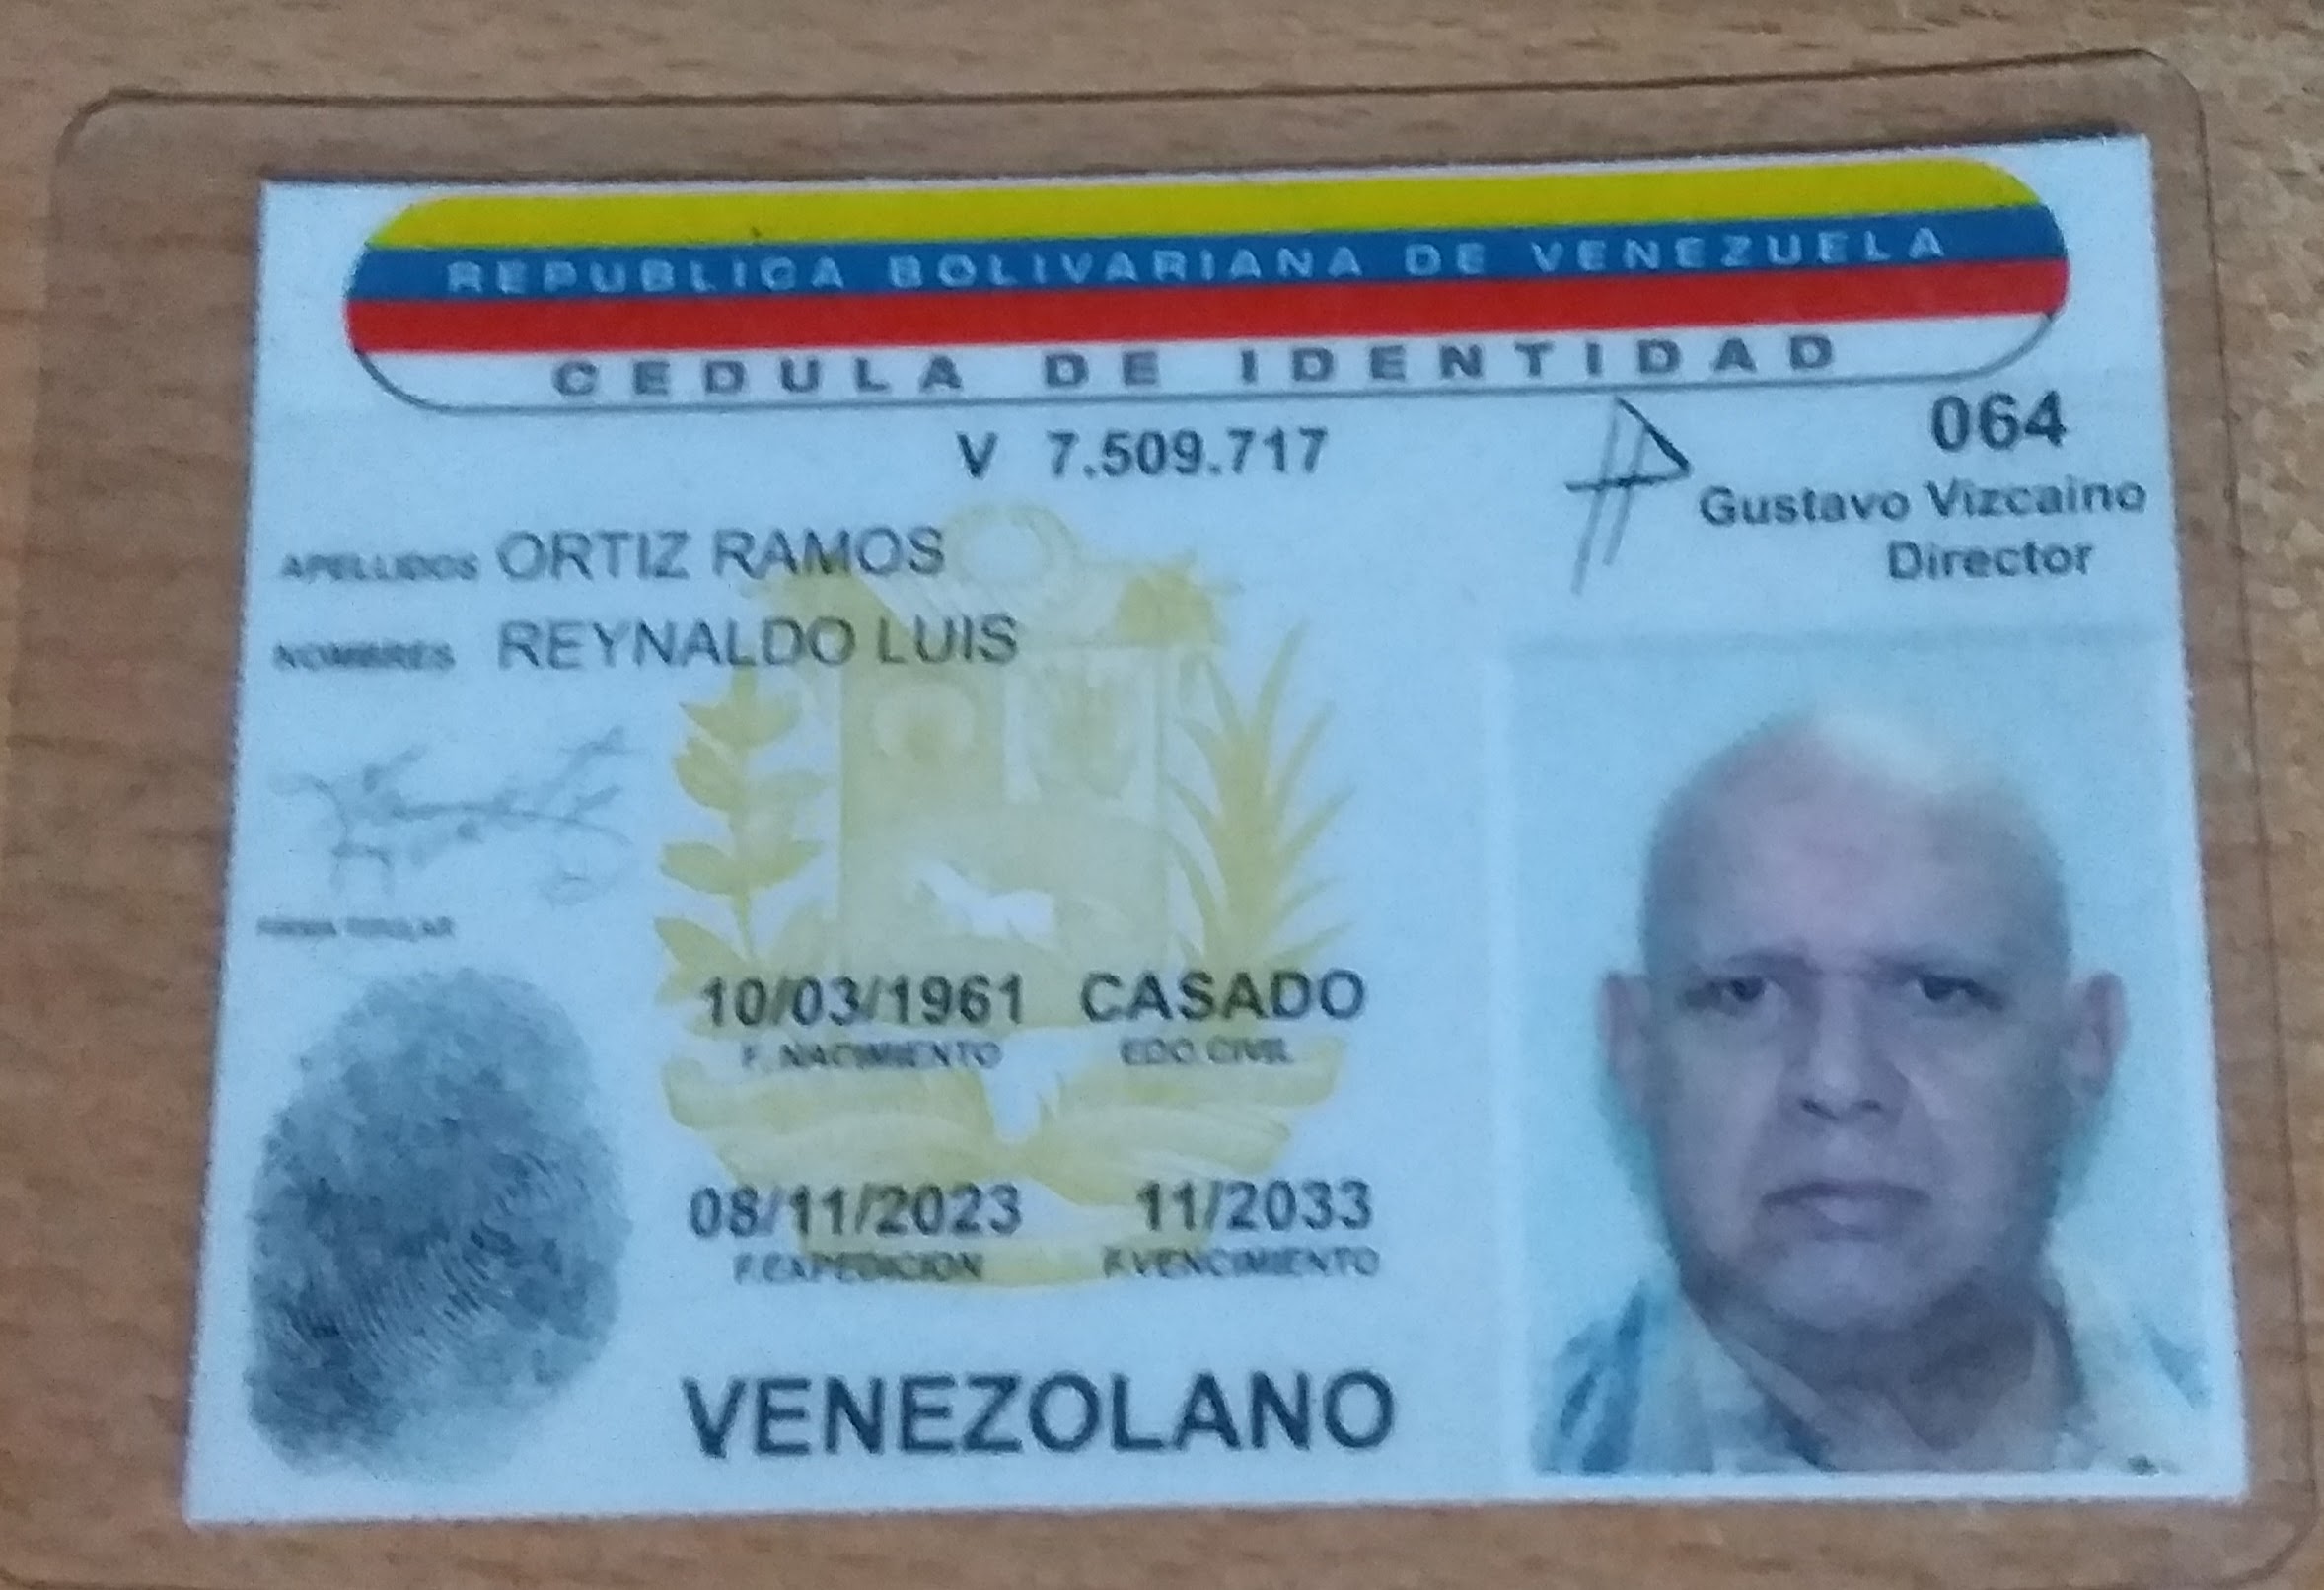 REPUBLICA BOLIVARIANA DE VENEZUELA
CEDULA DE IDENTIDAD
V 7.509.717
064
Gustavo Vizcaino
Director
APELLIDOS ORTIZ RAMOS
NOMBRES REYNALDO LUIS
FIRMA TITULAR
10/03/1961 CASADO
F. NACIMIENTO EDO CIVIL
08/11/2023 11/2033
F.EXPEDICION F.VENCIMIENTO
VENEZOLANO